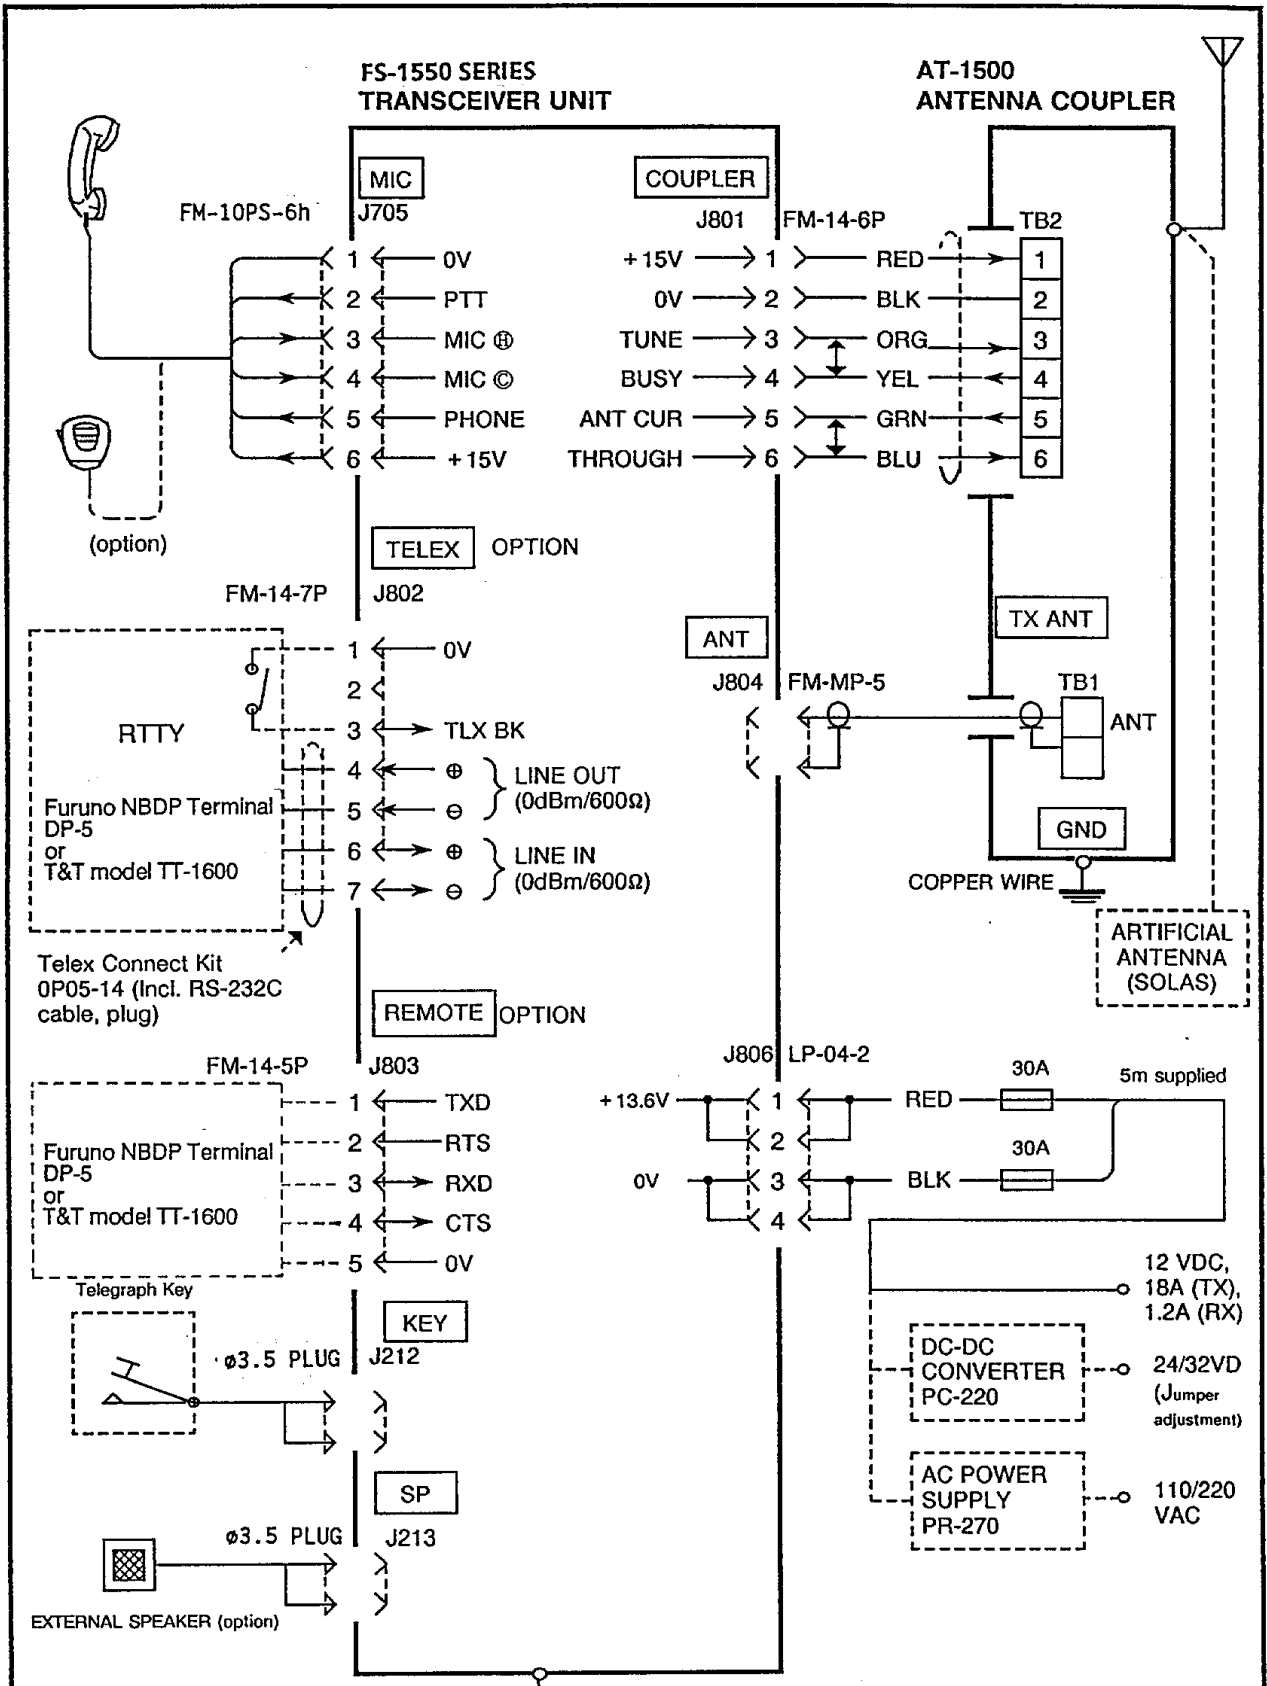 FS-1550 SERIES
TRANSCEIVER UNIT
AT-1500
ANTENNA COUPLER
MIC
J705
FM-10PS-6h
1 0V
2 PTT
3 MIC Ⓗ
4 MIC Ⓒ
5 PHONE
6 +15V
(option)
COUPLER
J801 FM-14-6P
TB2
+15V 1 RED 1
0V 2 BLK 2
TUNE 3 ORG 3
BUSY 4 YEL 4
ANT CUR 5 GRN 5
THROUGH 6 BLU 6
TELEX OPTION
FM-14-7P J802
1 0V
2
3 TLX BK
4 ⊕
5 ⊖
LINE OUT
(0dBm/600Ω)
6 ⊕
7 ⊖
LINE IN
(0dBm/600Ω)
RTTY
Furuno NBDP Terminal
DP-5
or
T&T model TT-1600
Telex Connect Kit
0P05-14 (Incl. RS-232C
cable, plug)
ANT
J804 FM-MP-5
TX ANT
TB1
ANT
GND
COPPER WIRE
ARTIFICIAL
ANTENNA
(SOLAS)
REMOTE OPTION
FM-14-5P J803
1 TXD
2 RTS
3 RXD
4 CTS
5 0V
Furuno NBDP Terminal
DP-5
or
T&T model TT-1600
J806 LP-04-2
+13.6V 1 RED 30A
2
0V 3 BLK 30A
4
5m supplied
12 VDC,
18A (TX),
1.2A (RX)
DC-DC
CONVERTER
PC-220
24/32VD
(Jumper
adjustment)
AC POWER
SUPPLY
PR-270
110/220
VAC
Telegraph Key
KEY
ø3.5 PLUG J212
SP
ø3.5 PLUG J213
EXTERNAL SPEAKER (option)